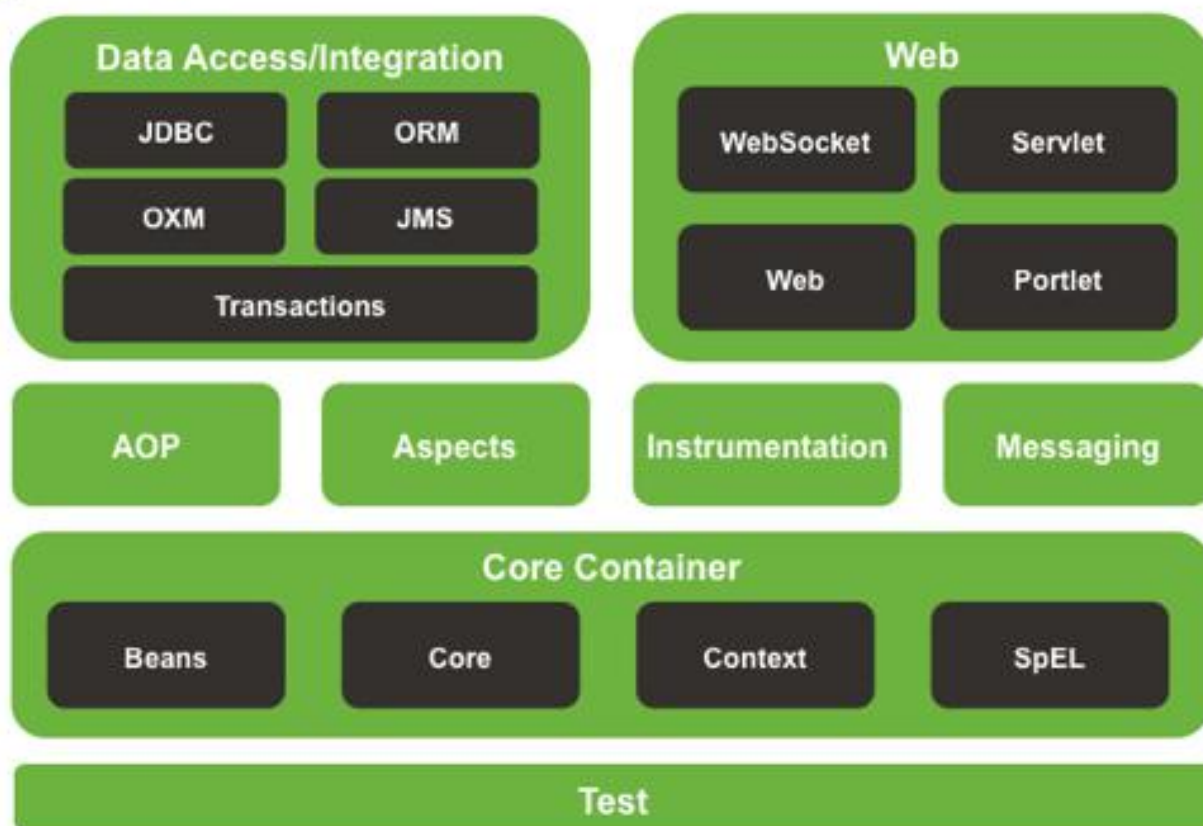 Data Access/Integration
JDBC
ORM
OXM
JMS
Transactions
Web
WebSocket
Servlet
Web
Portlet
AOP
Aspects
Instrumentation
Messaging
Core Container
Beans
Core
Context
SpEL
Test